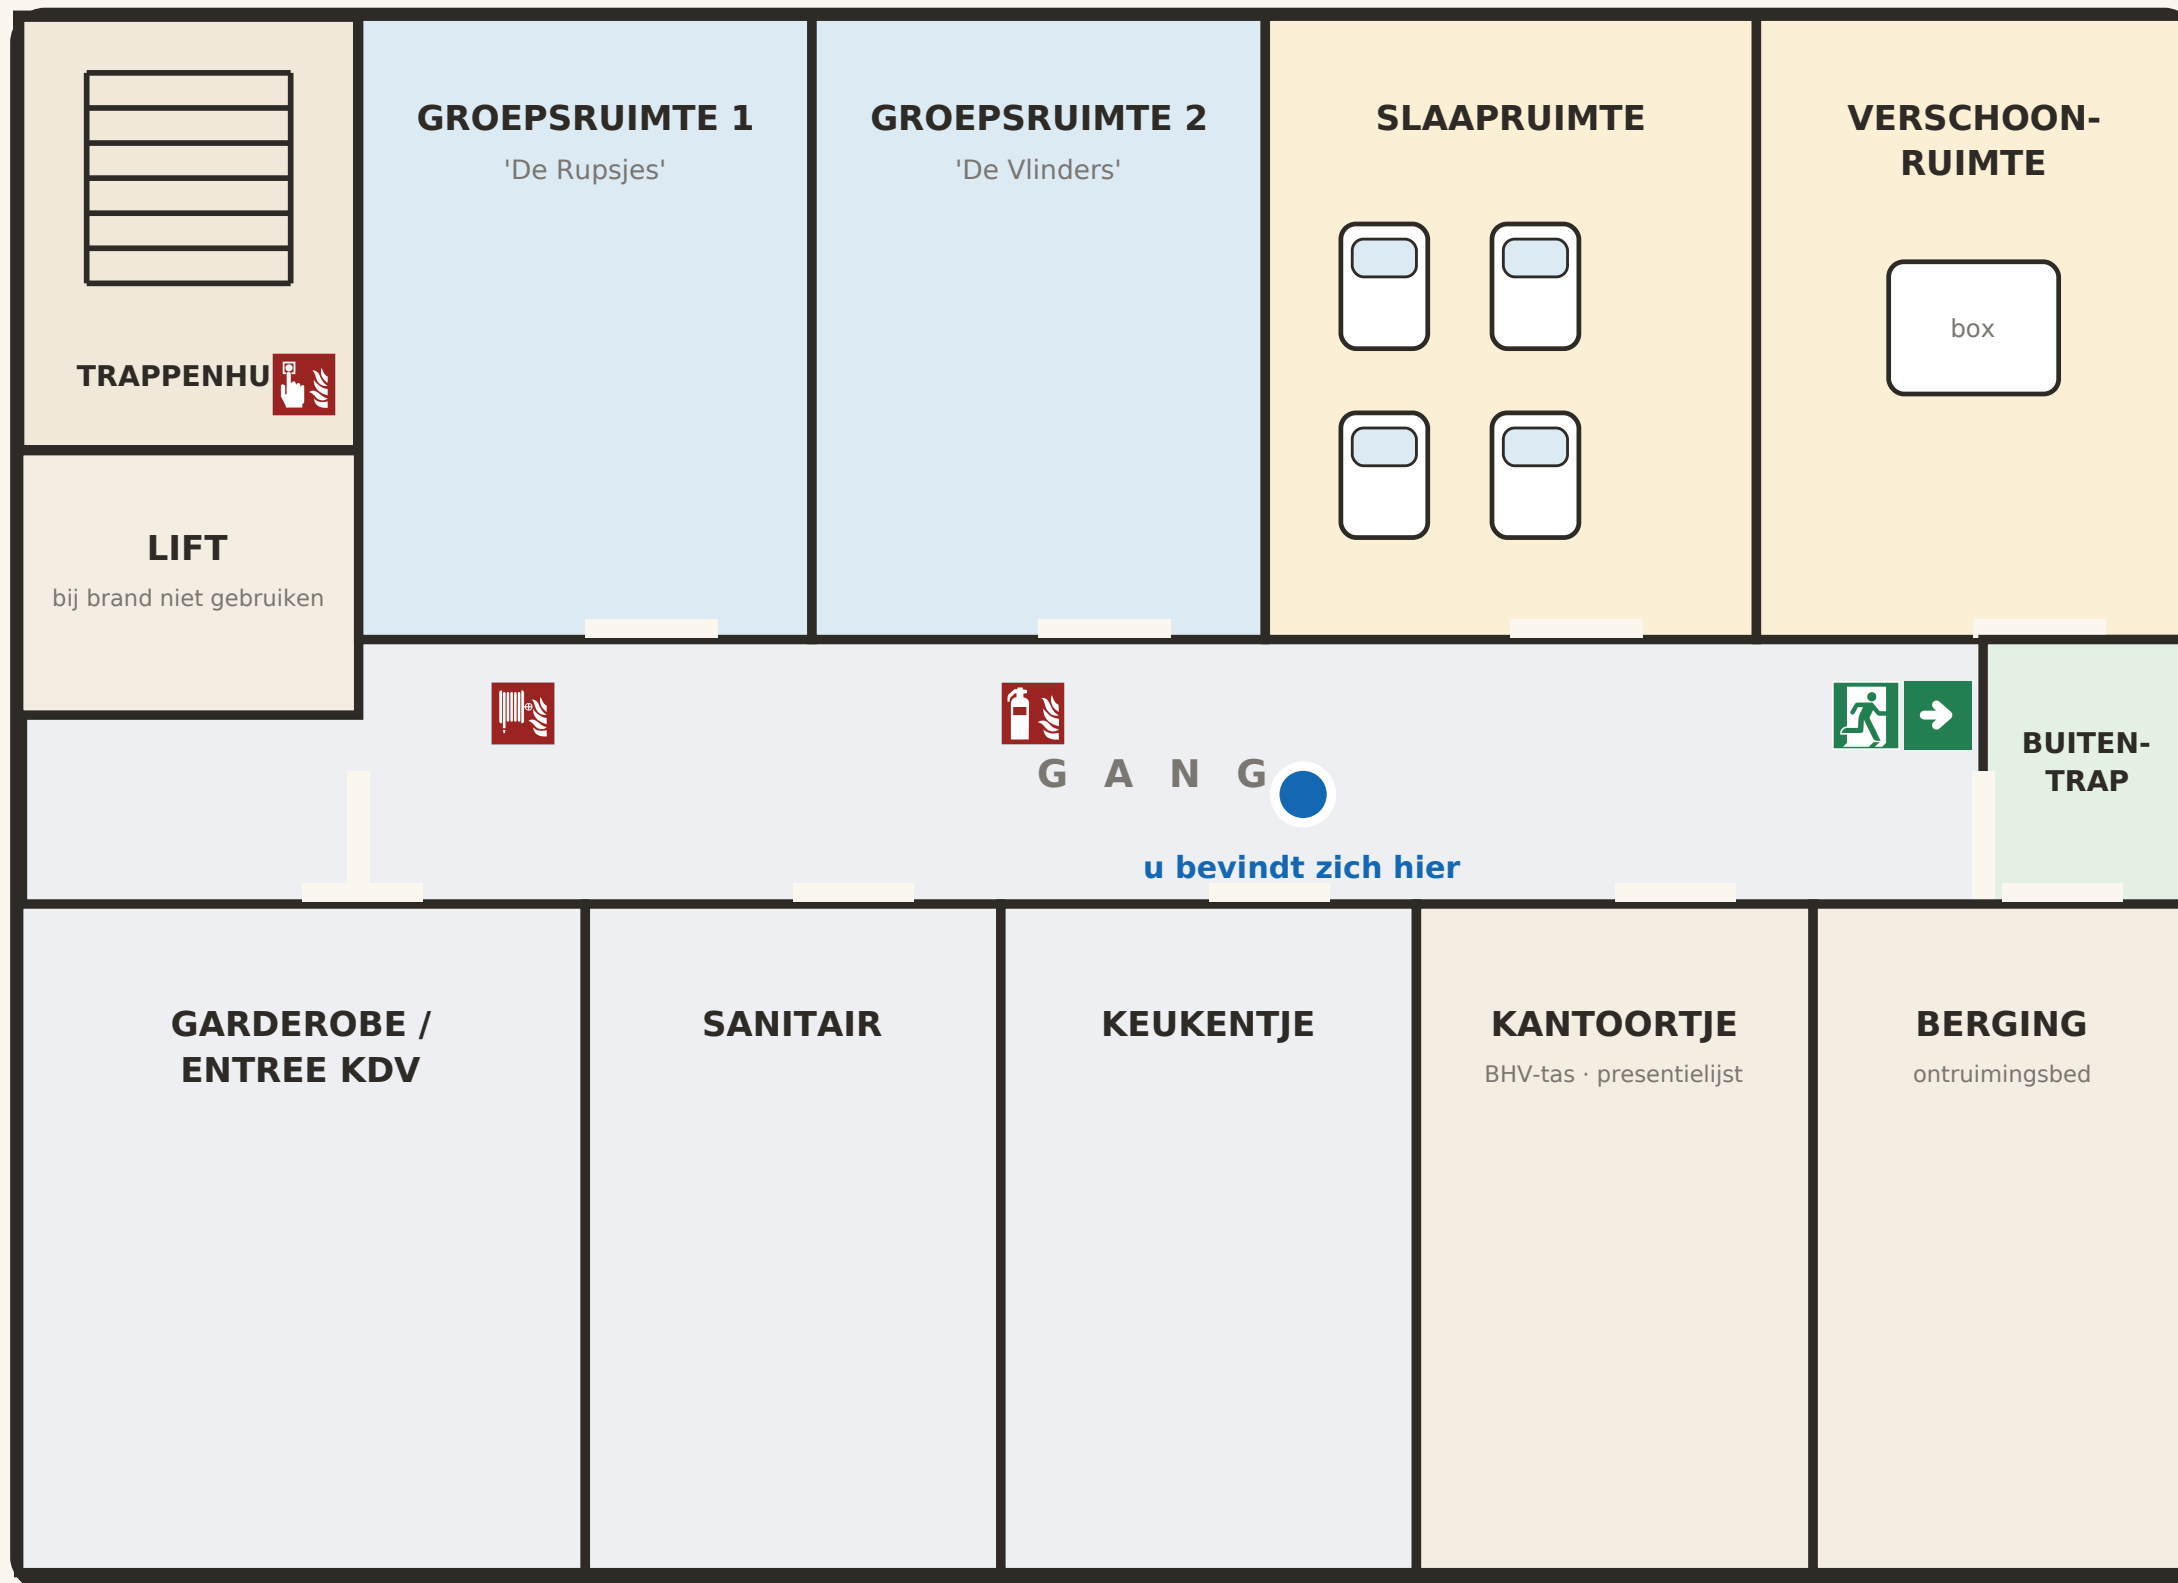 GROEPSRUIMTE 1
'De Rupsjes'
GROEPSRUIMTE 2
'De Vlinders'
SLAAPRUIMTE
VERSCHOON-
RUIMTE
box
TRAPPENHU
LIFT
bij brand niet gebruiken
GANG
u bevindt zich hier
BUITEN-
TRAP
GARDEROBE /
ENTREE KDV
SANITAIR
KEUKENTJE
KANTOORTJE
BHV-tas · presentielijst
BERGING
ontruimingsbed